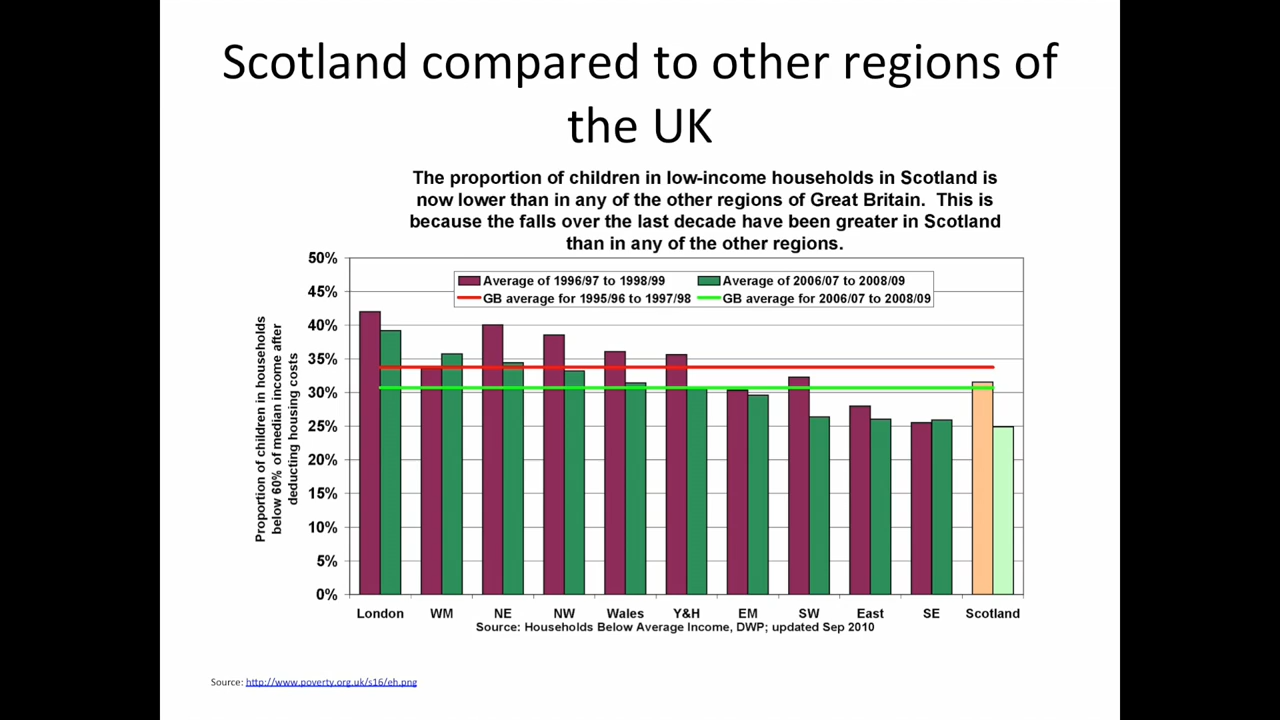 Scotland compared to other regions of
the UK
The proportion of children in low-income households in Scotland is
now lower than in any of the other regions of Great Britain. This is
because the falls over the last decade have been greater in Scotland
than in any of the other regions.
50%
45%
40%
35%
30%
25%
20%
15%
10%
5%
0%
Proportion of children in households
below 60% of median income after
deducting housing costs
Average of 1996/97 to 1998/99
Average of 2006/07 to 2008/09
GB average for 1995/96 to 1997/98
GB average for 2006/07 to 2008/09
London WM NE NW Wales Y&H EM SW East SE Scotland
Source: Households Below Average Income, DWP; updated Sep 2010
Source: http://www.poverty.org.uk/s16/eh.png